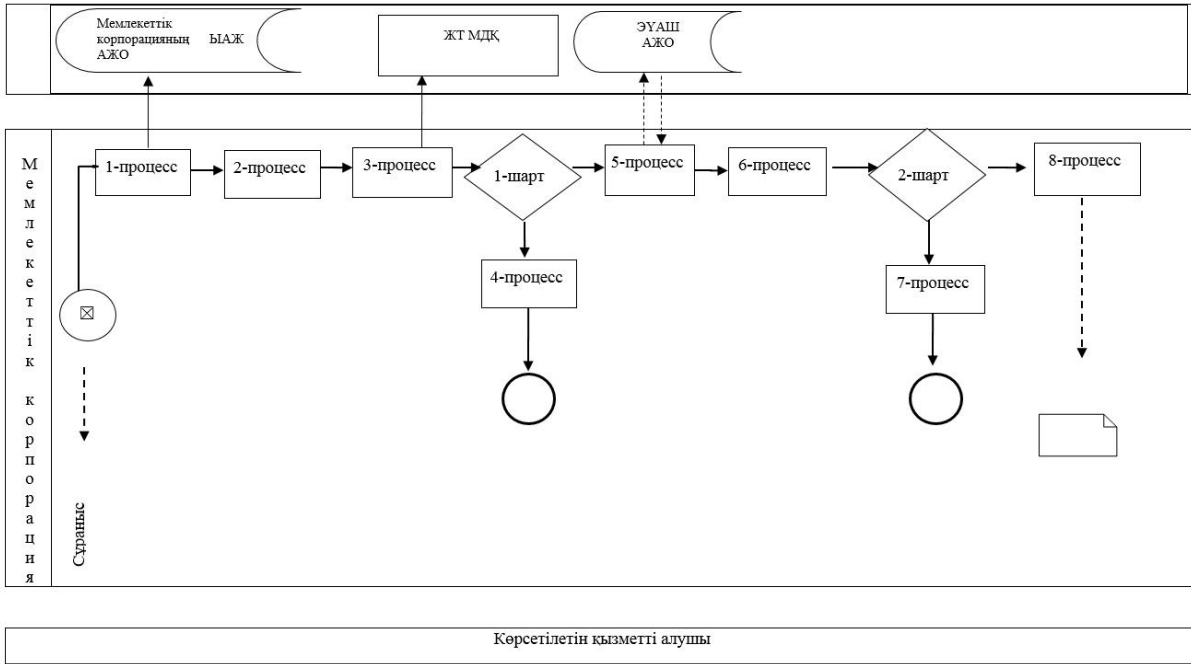 Мемлекеттік
корпорацияның ЫАЖ
АЖО
ЖТ МДҚ
ЭҮАШ
АЖО
Мемлекеттік корпорация
1-процесс
2-процесс
3-процесс
1-шарт
5-процесс
6-процесс
2-шарт
8-процесс
4-процесс
7-процесс
Сұраныс
Көрсетілетін қызметті алушы